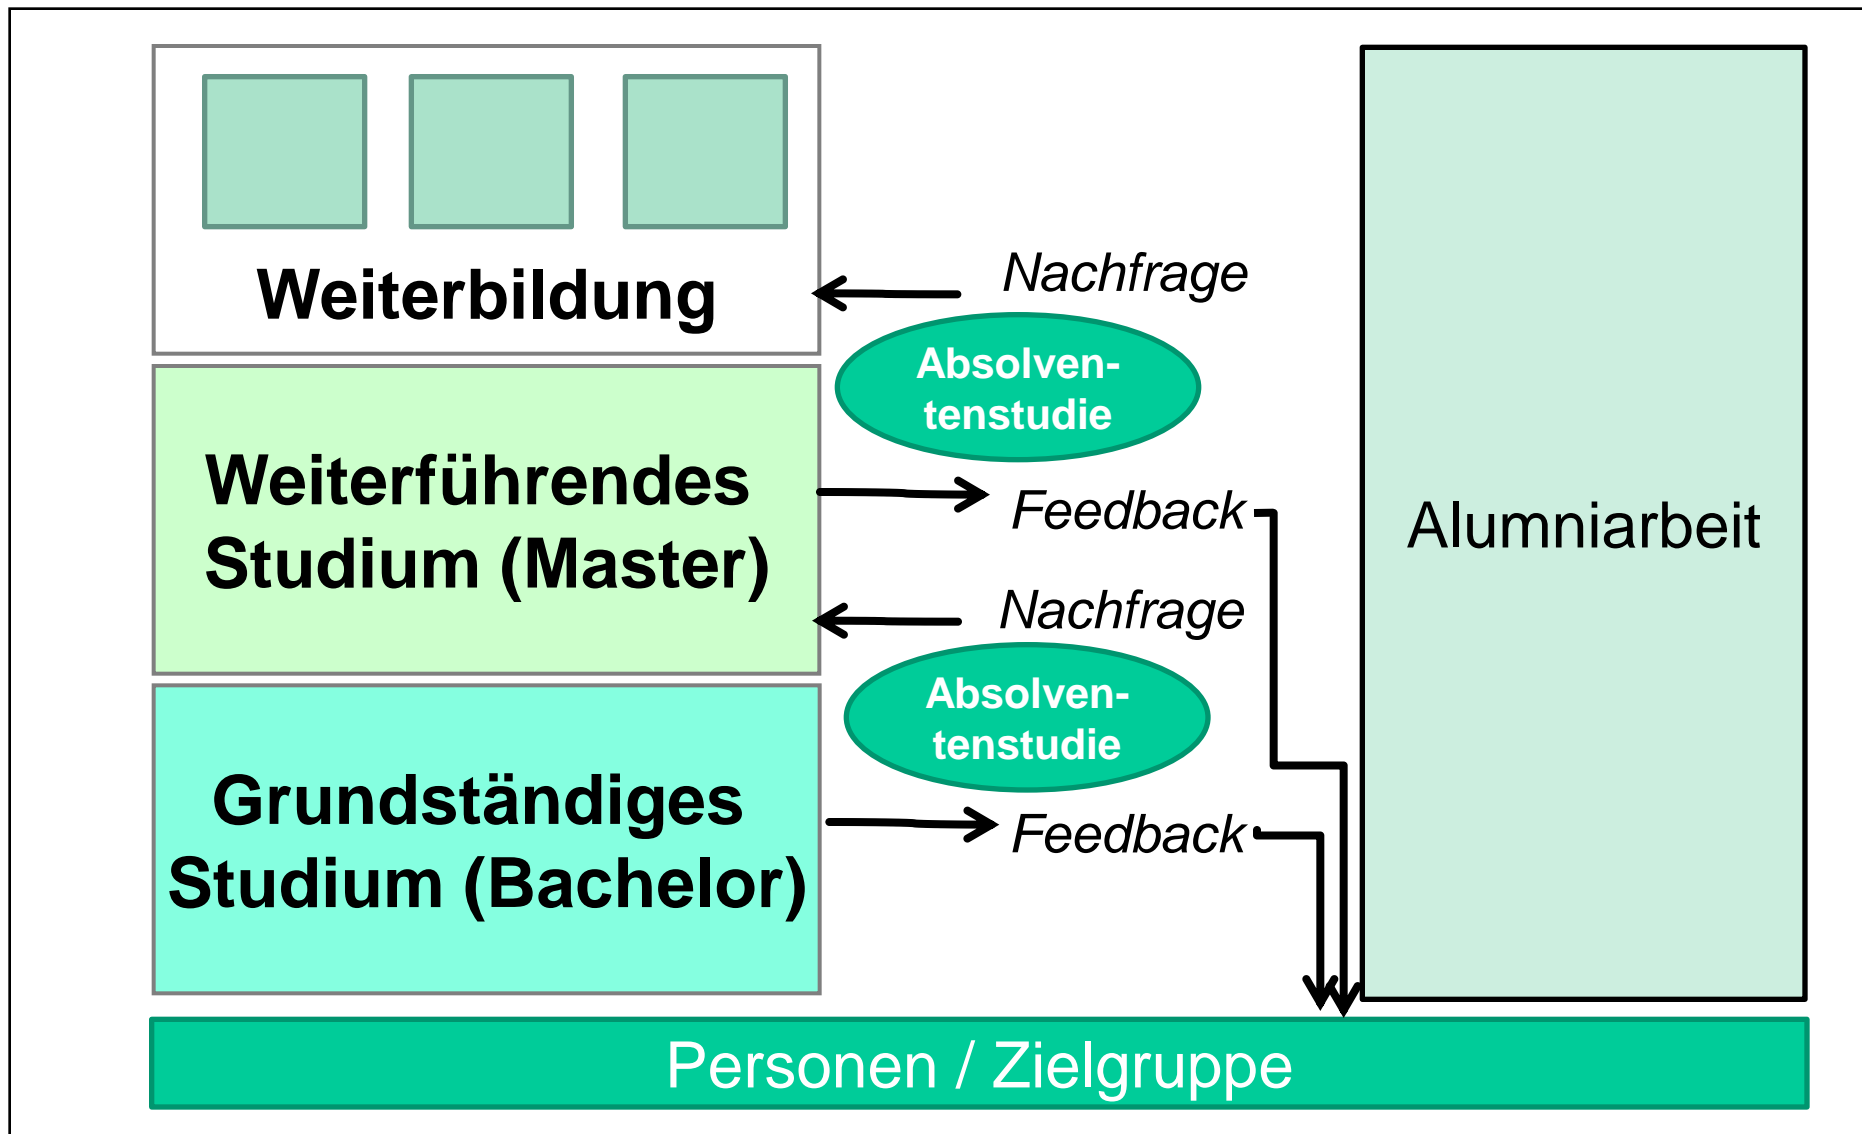 Weiterbildung
Nachfrage
Absolven-
tenstudie
Weiterführendes
Studium (Master)
Feedback
Nachfrage
Absolven-
tenstudie
Grundständiges
Studium (Bachelor)
Feedback
Alumniarbeit
Personen / Zielgruppe